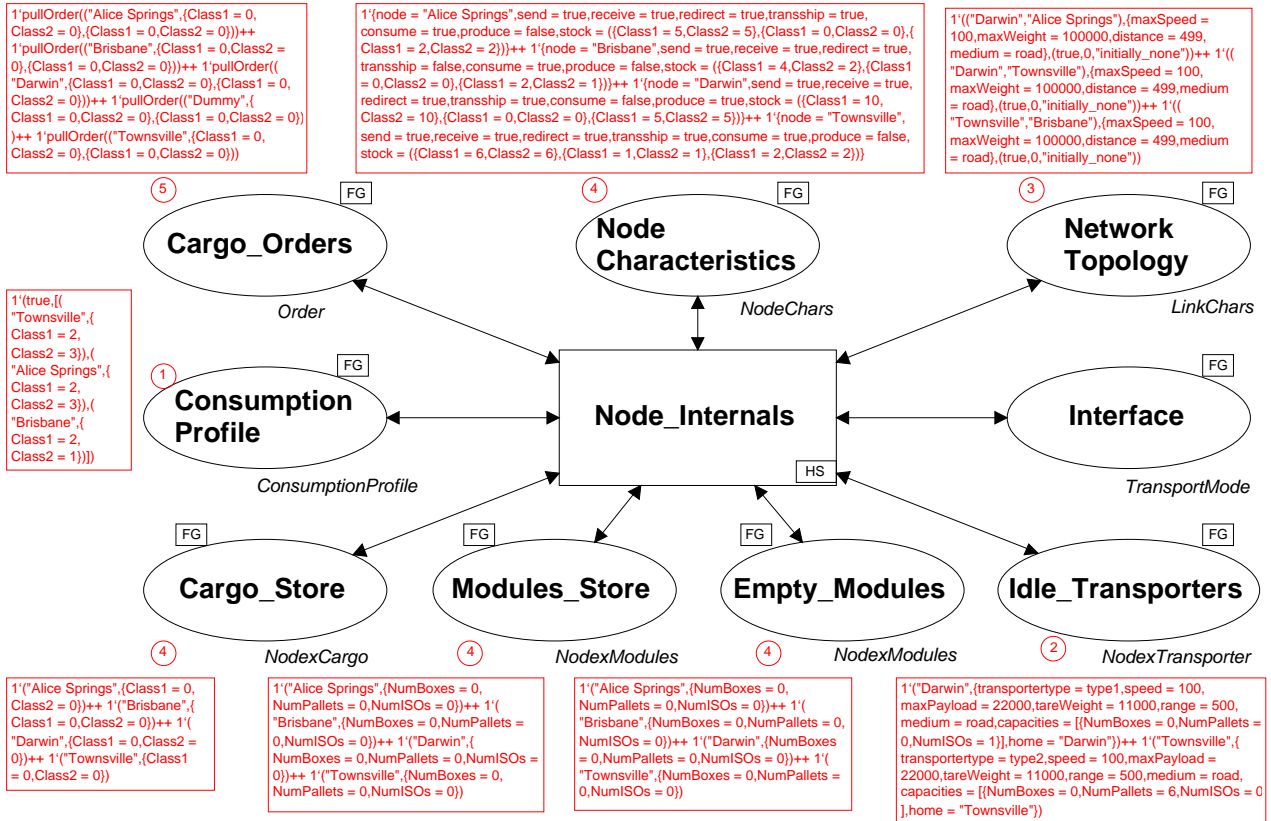 1‘pullOrder(("Alice Springs",{Class1 = 0,
Class2 = 0},{Class1 = 0,Class2 = 0}))++
1‘pullOrder(("Brisbane",{Class1 = 0,Class2 =
0},{Class1 = 0,Class2 = 0}))++ 1‘pullOrder((
"Darwin",{Class1 = 0,Class2 = 0},{Class1 = 0,
Class2 = 0}))++ 1‘pullOrder(("Dummy",{
Class1 = 0,Class2 = 0},{Class1 = 0,Class2 = 0})
)++ 1‘pullOrder(("Townsville",{Class1 = 0,
Class2 = 0},{Class1 = 0,Class2 = 0}))
1‘{node = "Alice Springs",send = true,receive = true,redirect = true,transship = true,
consume = true,produce = false,stock = ({Class1 = 5,Class2 = 5},{Class1 = 0,Class2 = 0},{
Class1 = 2,Class2 = 2})}++ 1‘{node = "Brisbane",send = true,receive = true,redirect = true,
transship = false,consume = true,produce = false,stock = ({Class1 = 4,Class2 = 2},{Class1
= 0,Class2 = 0},{Class1 = 2,Class2 = 1})}++ 1‘{node = "Darwin",send = true,receive = true,
redirect = true,transship = true,consume = false,produce = true,stock = ({Class1 = 10,
Class2 = 10},{Class1 = 0,Class2 = 0},{Class1 = 5,Class2 = 5})}++ 1‘{node = "Townsville",
send = true,receive = true,redirect = true,transship = true,consume = true,produce = false,
stock = ({Class1 = 6,Class2 = 6},{Class1 = 1,Class2 = 1},{Class1 = 2,Class2 = 2})}
1‘(("Darwin","Alice Springs"),{maxSpeed =
100,maxWeight = 100000,distance = 499,
medium = road},(true,0,"initially_none"))++ 1‘((
"Darwin","Townsville"),{maxSpeed = 100,
maxWeight = 100000,distance = 499,medium
= road},(true,0,"initially_none"))++ 1‘((
"Townsville","Brisbane"),{maxSpeed = 100,
maxWeight = 100000,distance = 499,medium
= road},(true,0,"initially_none"))
5
FG
Cargo_Orders
Order
4
FG
Node
Characteristics
NodeChars
3
FG
Network
Topology
LinkChars
1‘(true,[(
"Townsville",{
Class1 = 2,
Class2 = 3}),(
"Alice Springs",{
Class1 = 2,
Class2 = 3}),(
"Brisbane",{
Class1 = 2,
Class2 = 1})])
1
FG
Consumption
Profile
ConsumptionProfile
Node_Internals
HS
FG
Interface
TransportMode
FG
Cargo_Store
4
NodexCargo
FG
Modules_Store
4
NodexModules
FG
Empty_Modules
4
NodexModules
FG
Idle_Transporters
2
NodexTransporter
1‘("Alice Springs",{Class1 = 0,
Class2 = 0})++ 1‘("Brisbane",{
Class1 = 0,Class2 = 0})++ 1‘(
"Darwin",{Class1 = 0,Class2 =
0})++ 1‘("Townsville",{Class1
= 0,Class2 = 0})
1‘("Alice Springs",{NumBoxes = 0,
NumPallets = 0,NumISOs = 0})++ 1‘(
"Brisbane",{NumBoxes = 0,NumPallets =
0,NumISOs = 0})++ 1‘("Darwin",{
NumBoxes = 0,NumPallets = 0,NumISOs =
0})++ 1‘("Townsville",{NumBoxes = 0,
NumPallets = 0,NumISOs = 0})
1‘("Alice Springs",{NumBoxes = 0,
NumPallets = 0,NumISOs = 0})++ 1‘(
"Brisbane",{NumBoxes = 0,NumPallets = 0,
NumISOs = 0})++ 1‘("Darwin",{NumBoxes
= 0,NumPallets = 0,NumISOs = 0})++ 1‘(
"Townsville",{NumBoxes = 0,NumPallets =
0,NumISOs = 0})
1‘("Darwin",{transportertype = type1,speed = 100,
maxPayload = 22000,tareWeight = 11000,range = 500,
medium = road,capacities = [{NumBoxes = 0,NumPallets =
0,NumISOs = 1}],home = "Darwin"})++ 1‘("Townsville",{
transportertype = type2,speed = 100,maxPayload =
22000,tareWeight = 11000,range = 500,medium = road,
capacities = [{NumBoxes = 0,NumPallets = 6,NumISOs = 0
],home = "Townsville"})